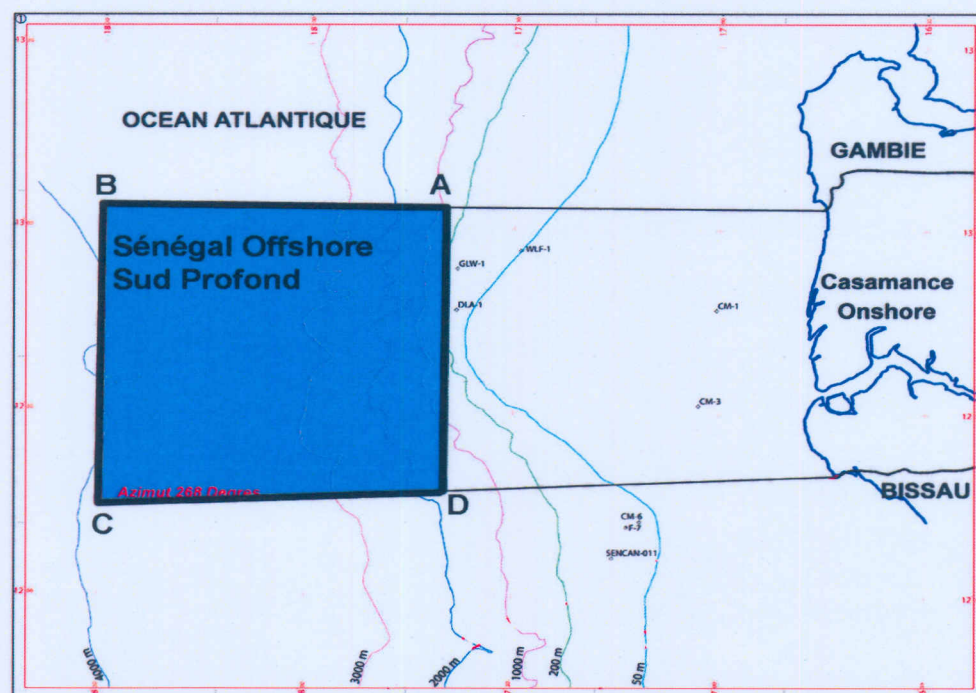 OCEAN ATLANTIQUE
GAMBIE
B
A
Sénégal Offshore
Sud Profond
WLF-1
GLW-1
DLA-1
CM-1
Casamance
Onshore
CM-3
Azimut 268 Degres
C
D
BISSAU
CM-6
F-7
SENCAN-011
4000 m
3000 m
2000 m
1000 m
200 m
50 m